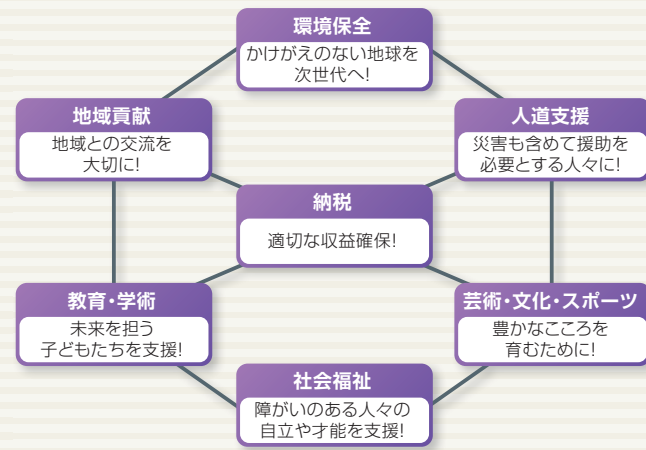 環境保全
かけがえのない地球を
次世代へ!
地域貢献
地域との交流を
大切に!
人道支援
災害も含めて援助を
必要とする人々に!
納税
適切な収益確保!
教育・学術
未来を担う
子どもたちを支援!
芸術・文化・スポーツ
豊かなこころを
育むために!
社会福祉
障がいのある人々の
自立や才能を支援!